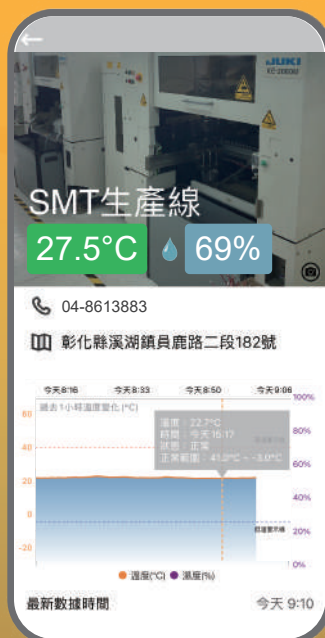 JUKI
SMT生產線
27.5°C
69%
04-8613883
彰化縣溪湖鎮員鹿路二段182號
今天8:16 今天8:33 今天8:50 今天9:06
過去1小時溫度變化 (°C)
100%
60
80%
40
60%
20
40%
0
20%
-20
0%
溫度：22.7°C
時間：今天15:17
狀態：正常
正常範圍：41.0°C ~ -3.0°C
溫度(°C) 濕度(%)
最新數據時間 今天 9:10